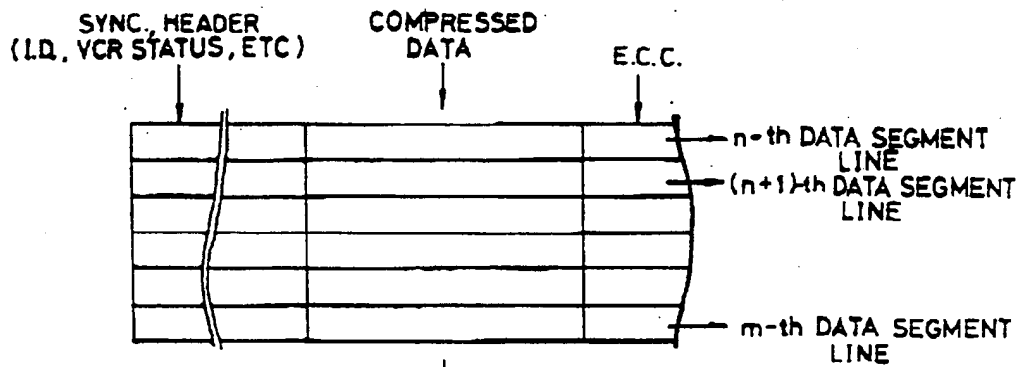 SYNC., HEADER
(I.D., VCR STATUS, ETC)
COMPRESSED
DATA
E.C.C.
n-th DATA SEGMENT
LINE
(n+1)-th DATA SEGMENT
LINE
m-th DATA SEGMENT
LINE